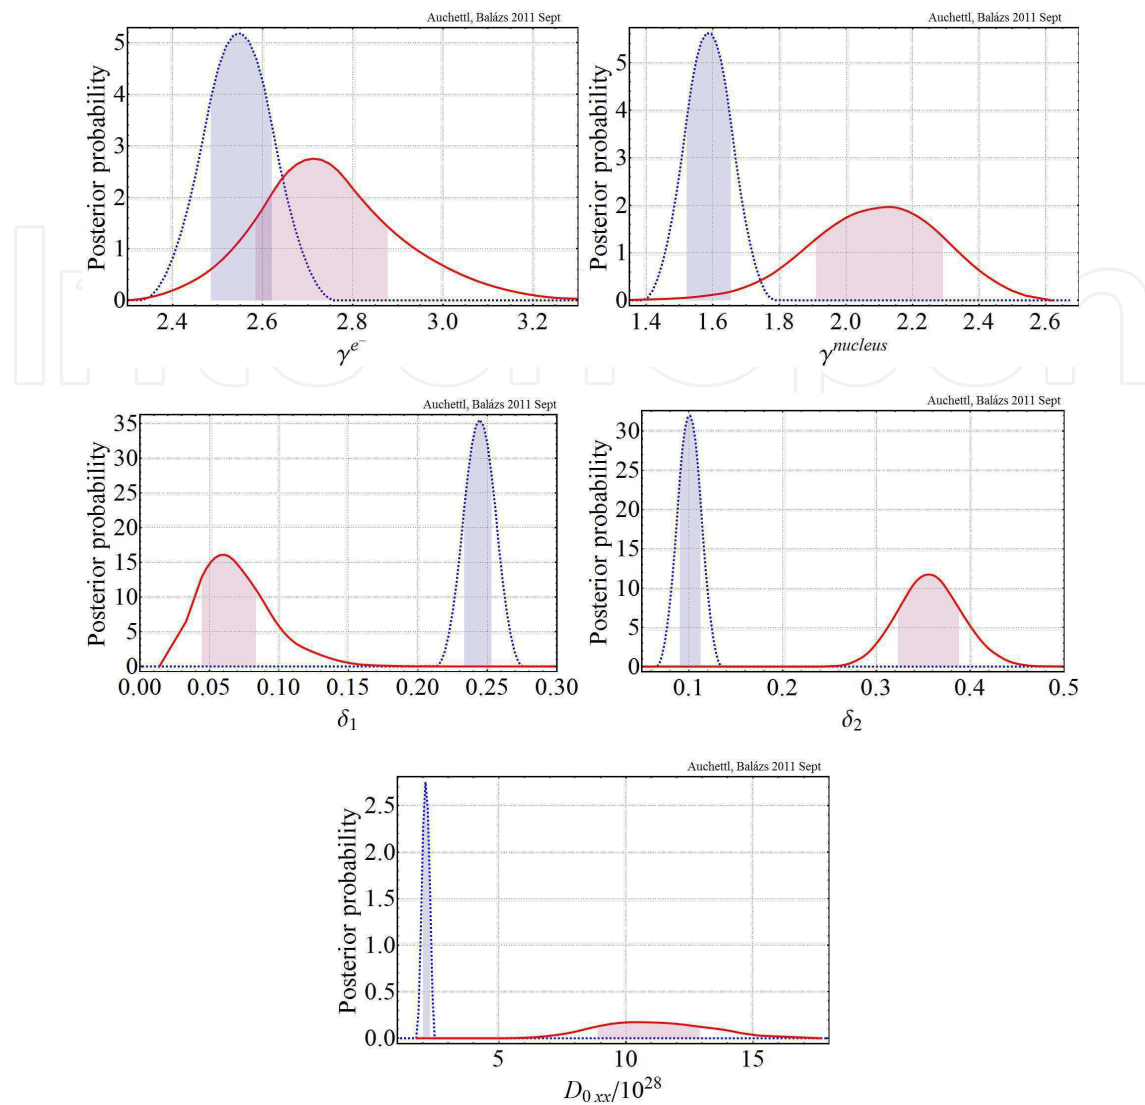 Auchettl, Balázs 2011 Sept
Posterior probability
5
4
3
2
1
0
2.4 2.6 2.8 3.0 3.2
γ^e⁻
Auchettl, Balázs 2011 Sept
Posterior probability
5
4
3
2
1
0
1.4 1.6 1.8 2.0 2.2 2.4 2.6
γ^nucleus
Auchettl, Balázs 2011 Sept
Posterior probability
35
30
25
20
15
10
5
0
0.00 0.05 0.10 0.15 0.20 0.25 0.30
δ₁
Auchettl, Balázs 2011 Sept
Posterior probability
30
25
20
15
10
5
0
0.1 0.2 0.3 0.4 0.5
δ₂
Auchettl, Balázs 2011 Sept
Posterior probability
2.5
2.0
1.5
1.0
0.5
0.0
5 10 15
D₀ xx/10²⁸